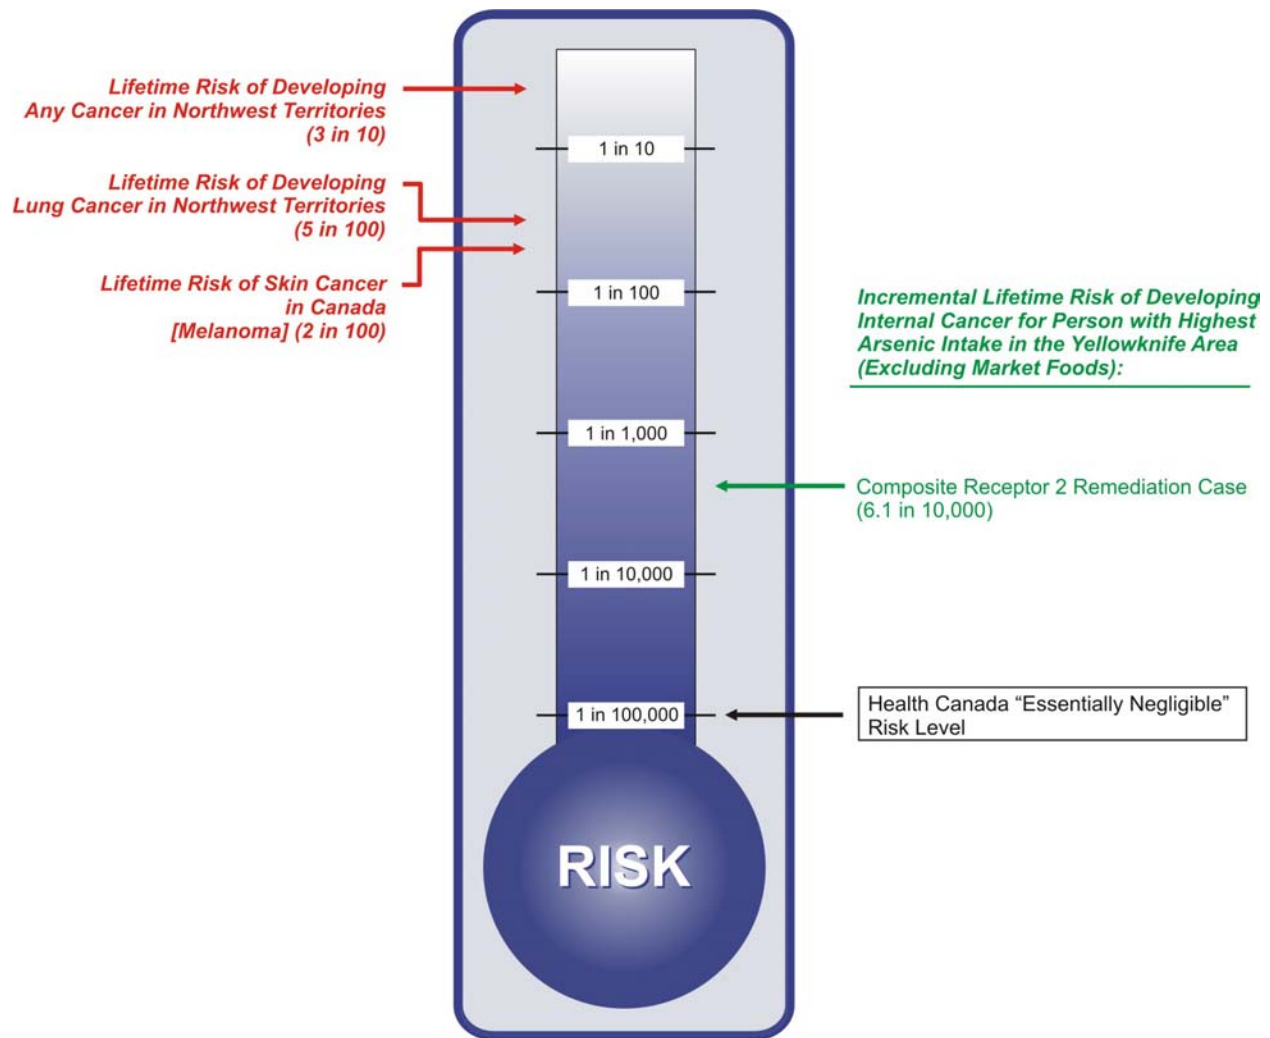 Lifetime Risk of Developing
Any Cancer in Northwest Territories
(3 in 10)
1 in 10
Lifetime Risk of Developing
Lung Cancer in Northwest Territories
(5 in 100)
Lifetime Risk of Skin Cancer
in Canada
[Melanoma] (2 in 100)
1 in 100
Incremental Lifetime Risk of Developing
Internal Cancer for Person with Highest
Arsenic Intake in the Yellowknife Area
(Excluding Market Foods):
1 in 1,000
Composite Receptor 2 Remediation Case
(6.1 in 10,000)
1 in 10,000
1 in 100,000
Health Canada “Essentially Negligible”
Risk Level
RISK